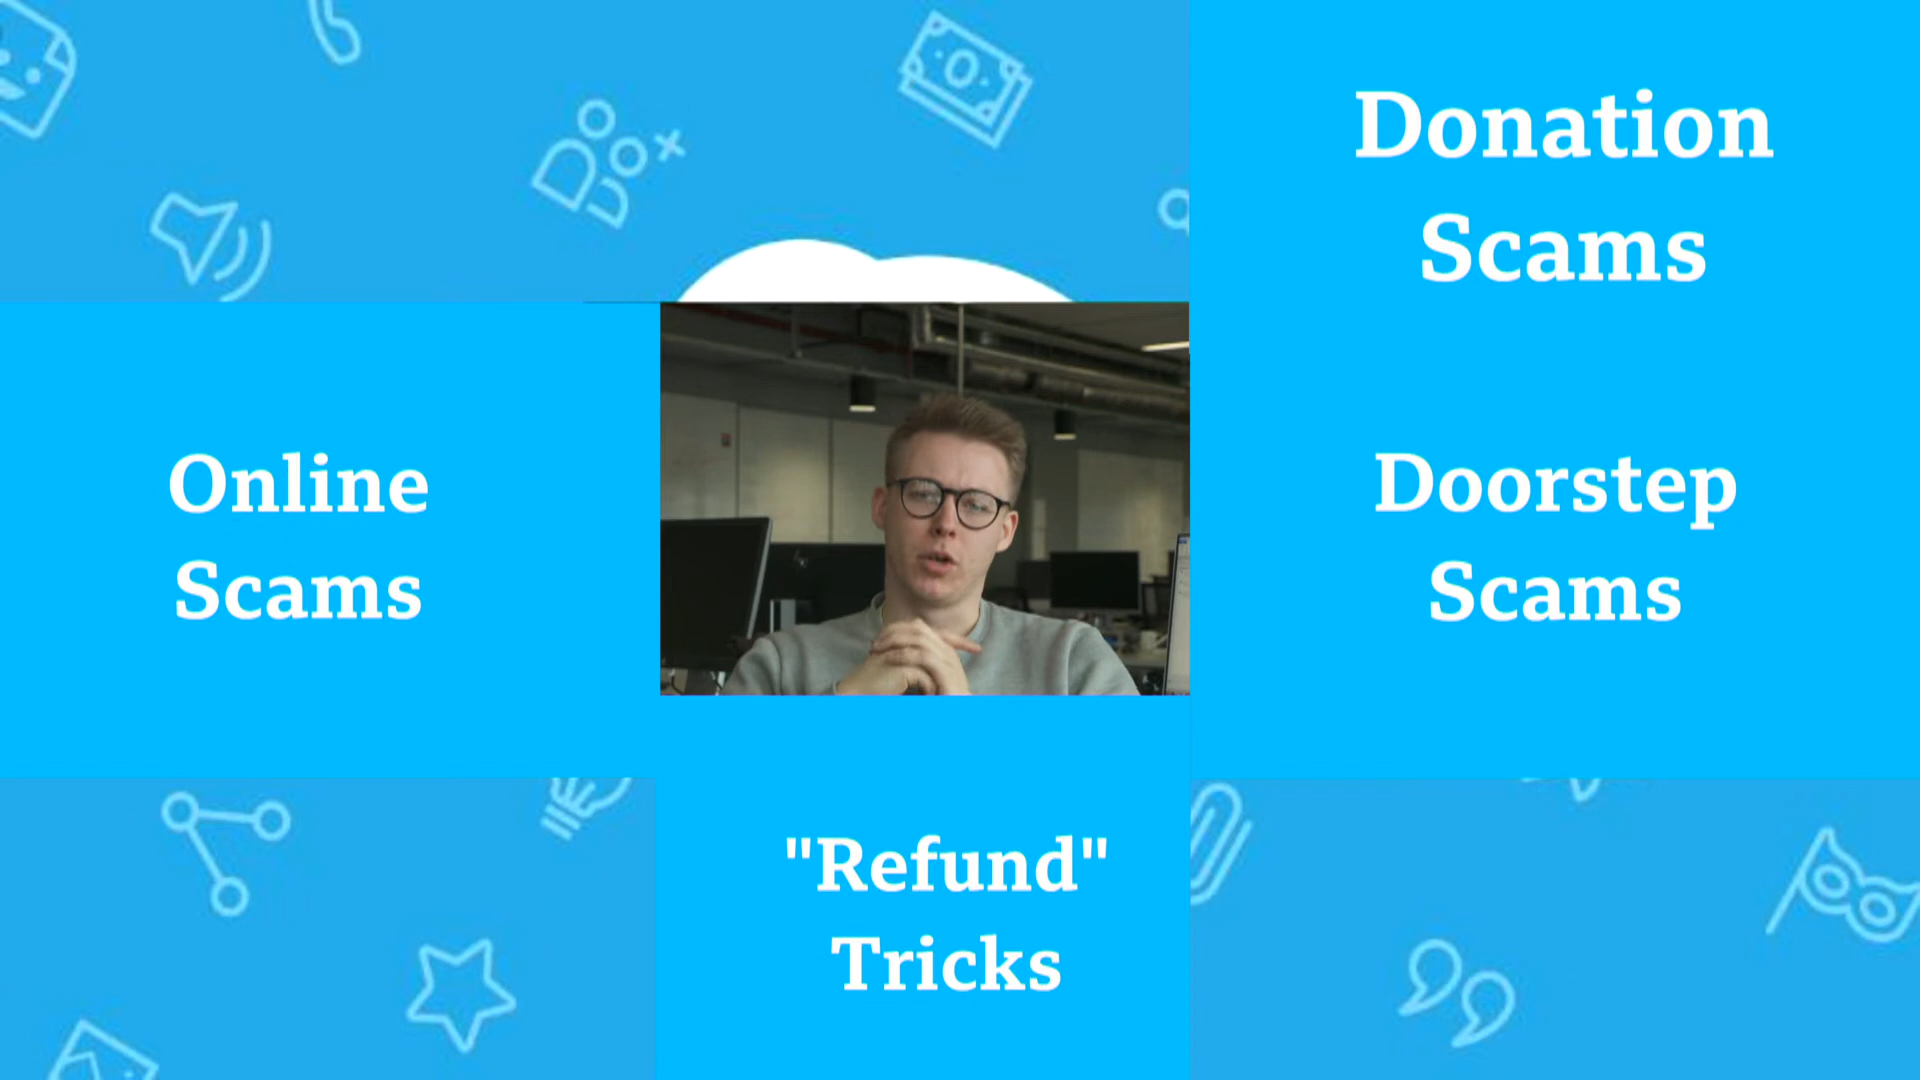 Donation
Scams
Online
Scams
Doorstep
Scams
"Refund"
Tricks